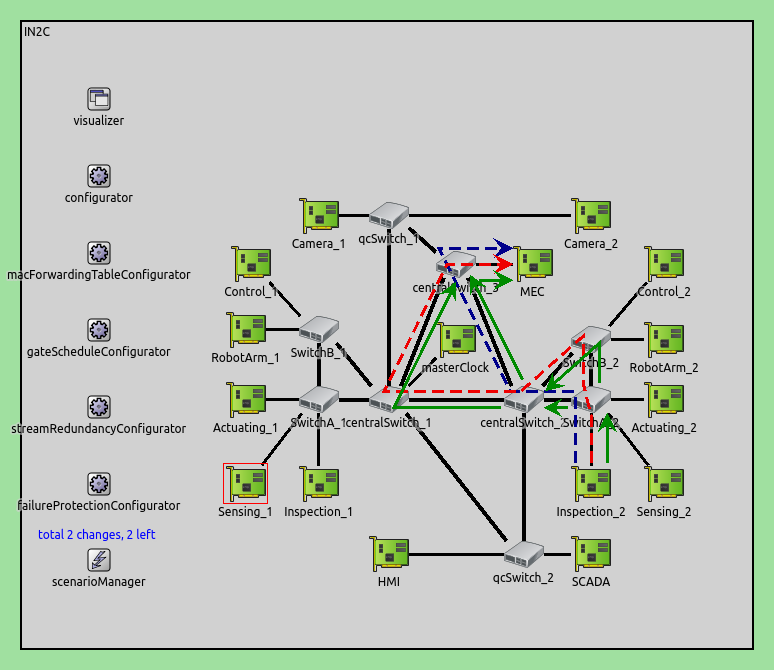 IN2C
visualizer
configurator
Camera_1
qcSwitch_1
Camera_2
macForwardingTableConfigurator
Control_1
centralSwitch_3
MEC
Control_2
gateScheduleConfigurator
RobotArm_1
SwitchB_1
masterClock
SwitchB_2
RobotArm_2
streamRedundancyConfigurator
Actuating_1
SwitchA_1
centralSwitch_1
centralSwitch_2
SwitchA_2
Actuating_2
failureProtectionConfigurator
Sensing_1
Inspection_1
Inspection_2
Sensing_2
total 2 changes, 2 left
scenarioManager
HMI
qcSwitch_2
SCADA